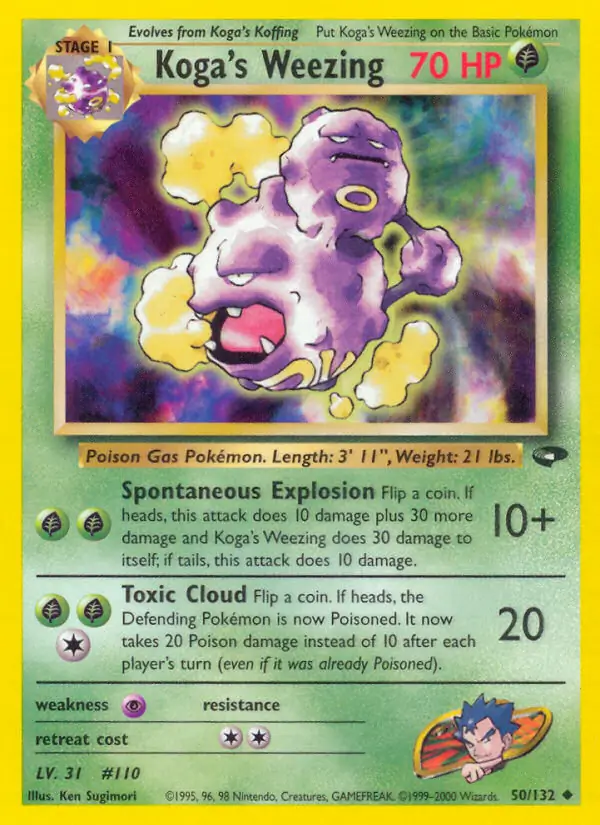 Evolves from Koga's Koffing Put Koga's Weezing on the Basic Pokémon
STAGE 1
Koga's Weezing 70 HP
Poison Gas Pokémon. Length: 3' 11", Weight: 21 lbs.
Spontaneous Explosion Flip a coin. If
heads, this attack does 10 damage plus 30 more
damage and Koga's Weezing does 30 damage to
itself; if tails, this attack does 10 damage.
10+
Toxic Cloud Flip a coin. If heads, the
Defending Pokémon is now Poisoned. It now
takes 20 Poison damage instead of 10 after each
player's turn (even if it was already Poisoned).
20
weakness resistance
retreat cost
LV. 31 #110
Illus. Ken Sugimori ©1995, 96, 98 Nintendo, Creatures, GAMEFREAK. ©1999-2000 Wizards. 50/132